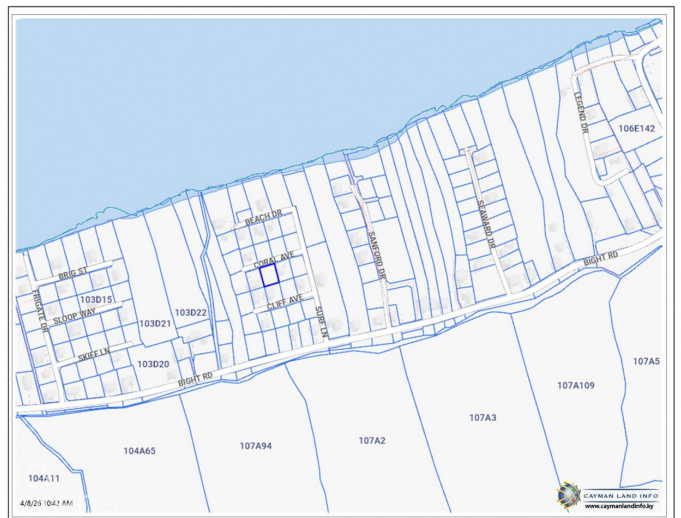 LEGEND DR
106E142
BEACH DR
SEAWARD DR
SANFORD DR
CORAL AVE
BIGHT RD
BRIG ST
FRIGATE DR
103D15
CLIFF AVE
SURF LN
SLOOP WAY
103D22
103D21
SKIFF LN
103D20
BIGHT RD
107A5
107A109
107A3
107A2
107A94
104A65
104A11
4/8/26 10:42 AM
CAYMAN LAND INFO
www.caymanlandinfo.ky